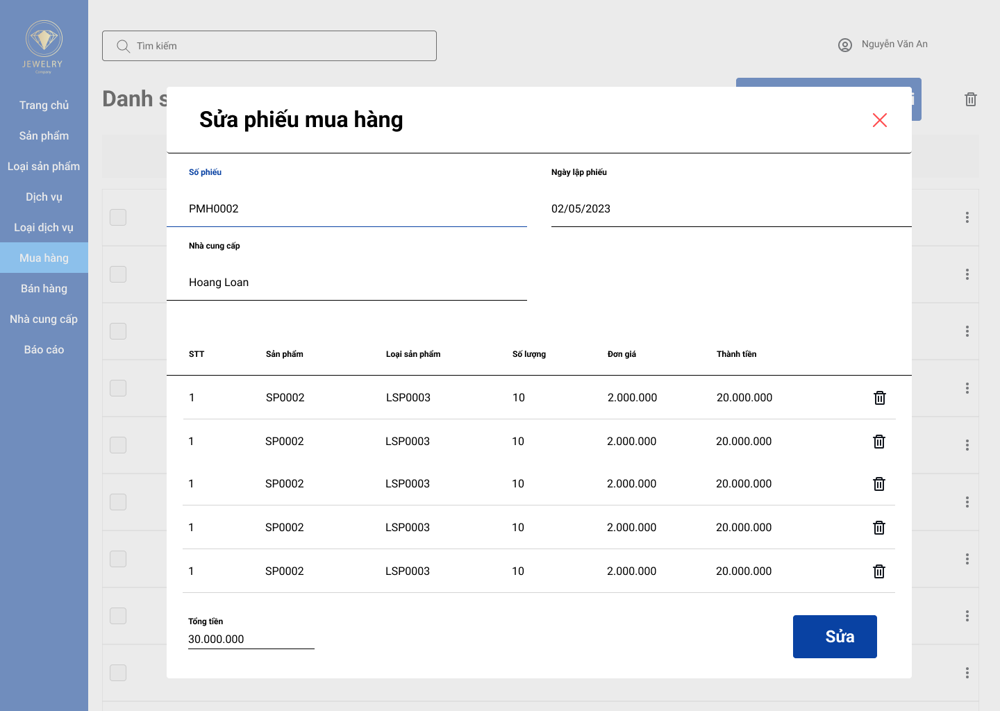 JEWELRY
Company
Tìm kiếm
Nguyễn Văn An
Trang chủ
Sản phẩm
Loại sản phẩm
Dịch vụ
Loại dịch vụ
Mua hàng
Bán hàng
Nhà cung cấp
Báo cáo
Danh
Sửa phiếu mua hàng
Số phiếu
Ngày lập phiếu
PMH0002
02/05/2023
Nhà cung cấp
Hoang Loan
STT Sản phẩm Loại sản phẩm Số lượng Đơn giá Thành tiền
1 SP0002 LSP0003 10 2.000.000 20.000.000
1 SP0002 LSP0003 10 2.000.000 20.000.000
1 SP0002 LSP0003 10 2.000.000 20.000.000
1 SP0002 LSP0003 10 2.000.000 20.000.000
1 SP0002 LSP0003 10 2.000.000 20.000.000
Tổng tiền
30.000.000
Sửa